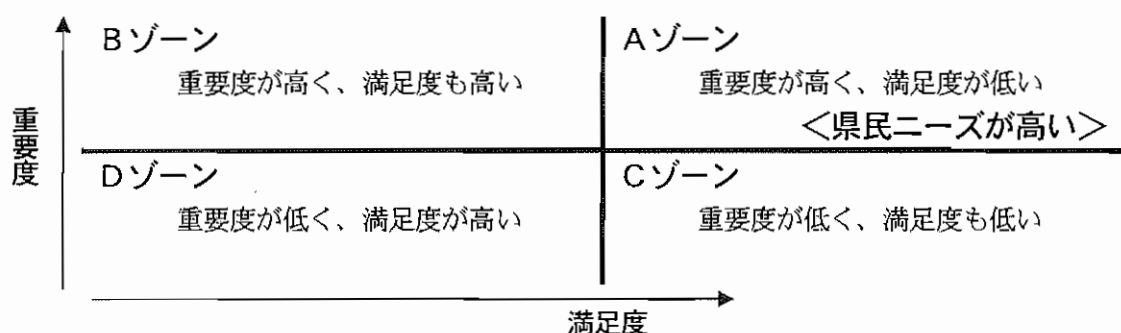 Bゾーン
重要度が高く、満足度も高い
Aゾーン
重要度が高く、満足度が低い
＜県民ニーズが高い＞
重要度
Dゾーン
重要度が低く、満足度が高い
Cゾーン
重要度が低く、満足度も低い
満足度